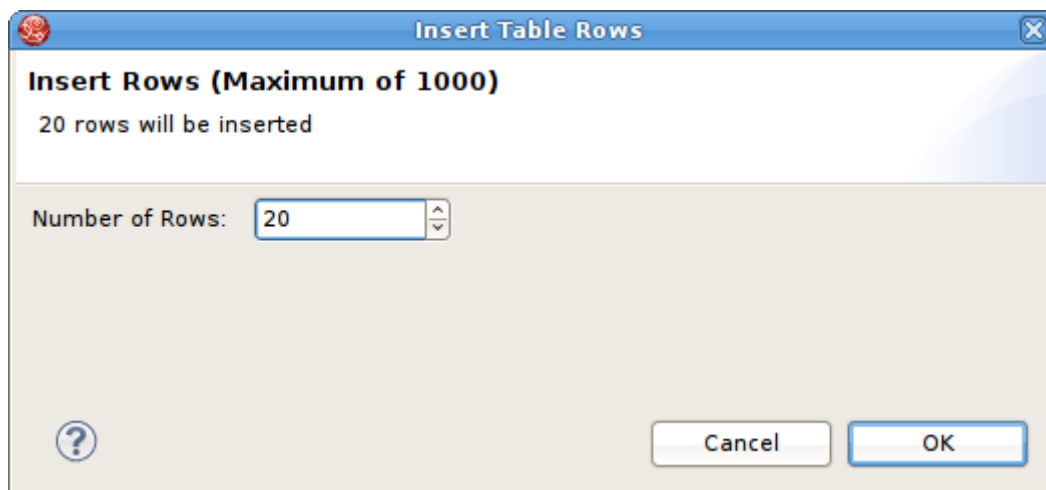 Insert Table Rows
Insert Rows (Maximum of 1000)
20 rows will be inserted
Number of Rows: 20
?
Cancel OK